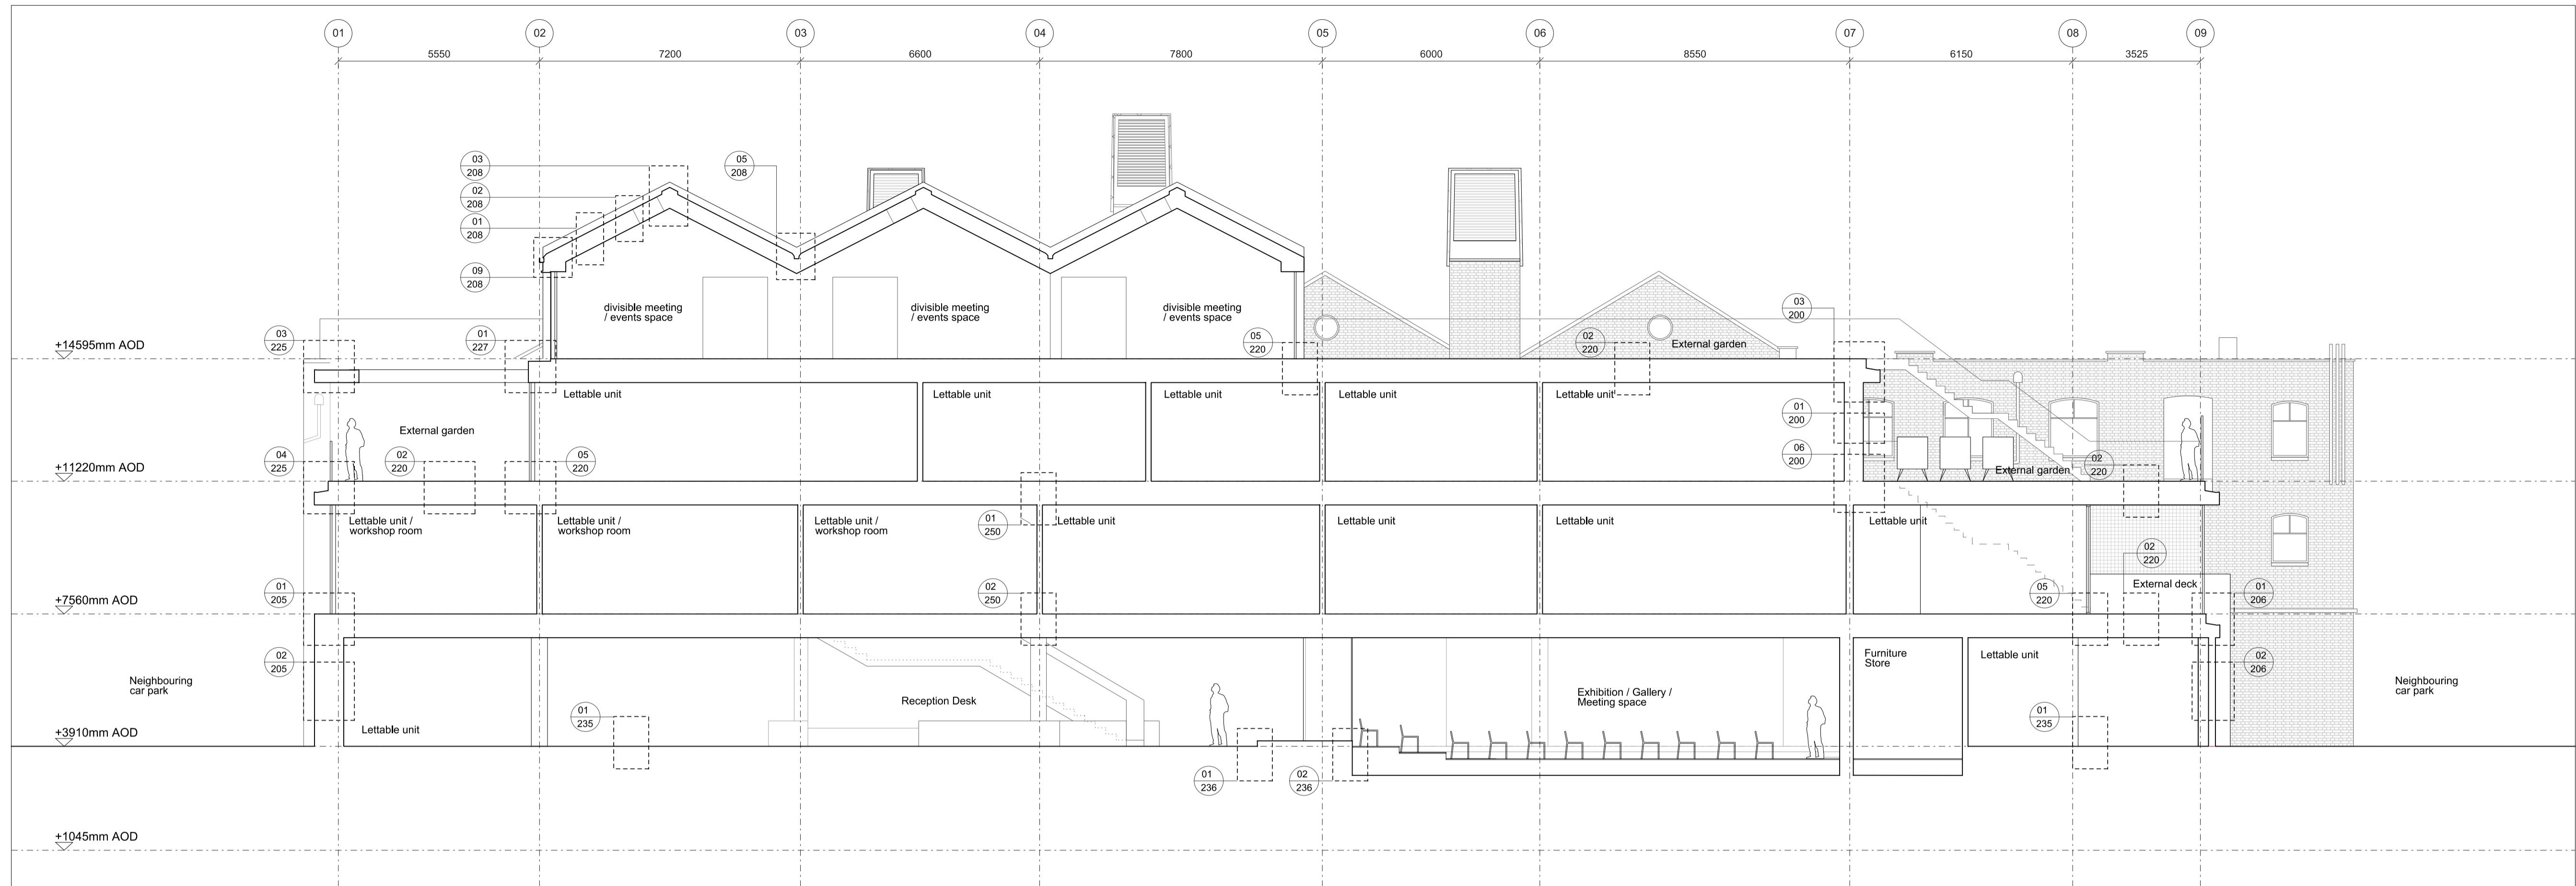 01 02 03 04 05 06 07 08 09
5550 7200 6600 7800 6000 8550 6150 3525
03
208
05
208
02
208
01
208
09
208
divisible meeting
/ events space
divisible meeting
/ events space
divisible meeting
/ events space
03
200
+14595mm AOD
03
225
01
227
05
220
02
220
External garden
Lettable unit
Lettable unit
Lettable unit
Lettable unit
Lettable unit
01
200
External garden
+11220mm AOD
04
225
02
220
05
220
06
200
External garden
02
220
Lettable unit /
workshop room
Lettable unit /
workshop room
Lettable unit /
workshop room
01
250
Lettable unit
Lettable unit
Lettable unit
Lettable unit
02
220
External deck
+7560mm AOD
01
205
02
250
05
220
01
206
02
205
Furniture
Store
Lettable unit
02
206
Neighbouring
car park
Reception Desk
Exhibition / Gallery /
Meeting space
Neighbouring
car park
+3910mm AOD
Lettable unit
01
235
01
235
01
236
02
236
+1045mm AOD